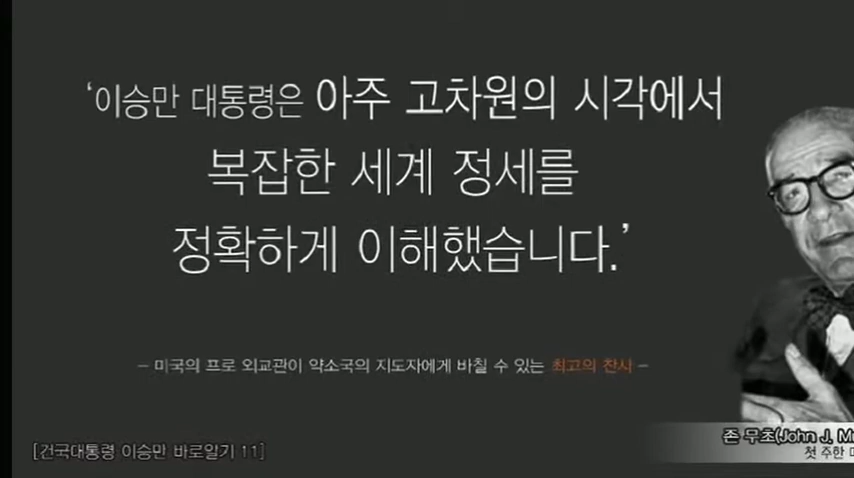 ‘이승만 대통령은 아주 고차원의 시각에서
복잡한 세계 정세를
정확하게 이해했습니다.’
– 미국의 프로 외교관이 약소국의 지도자에게 바칠 수 있는 최고의 찬사 –
[건국대통령 이승만 바로알기 11]
존 무초(John J. M
첫 주한